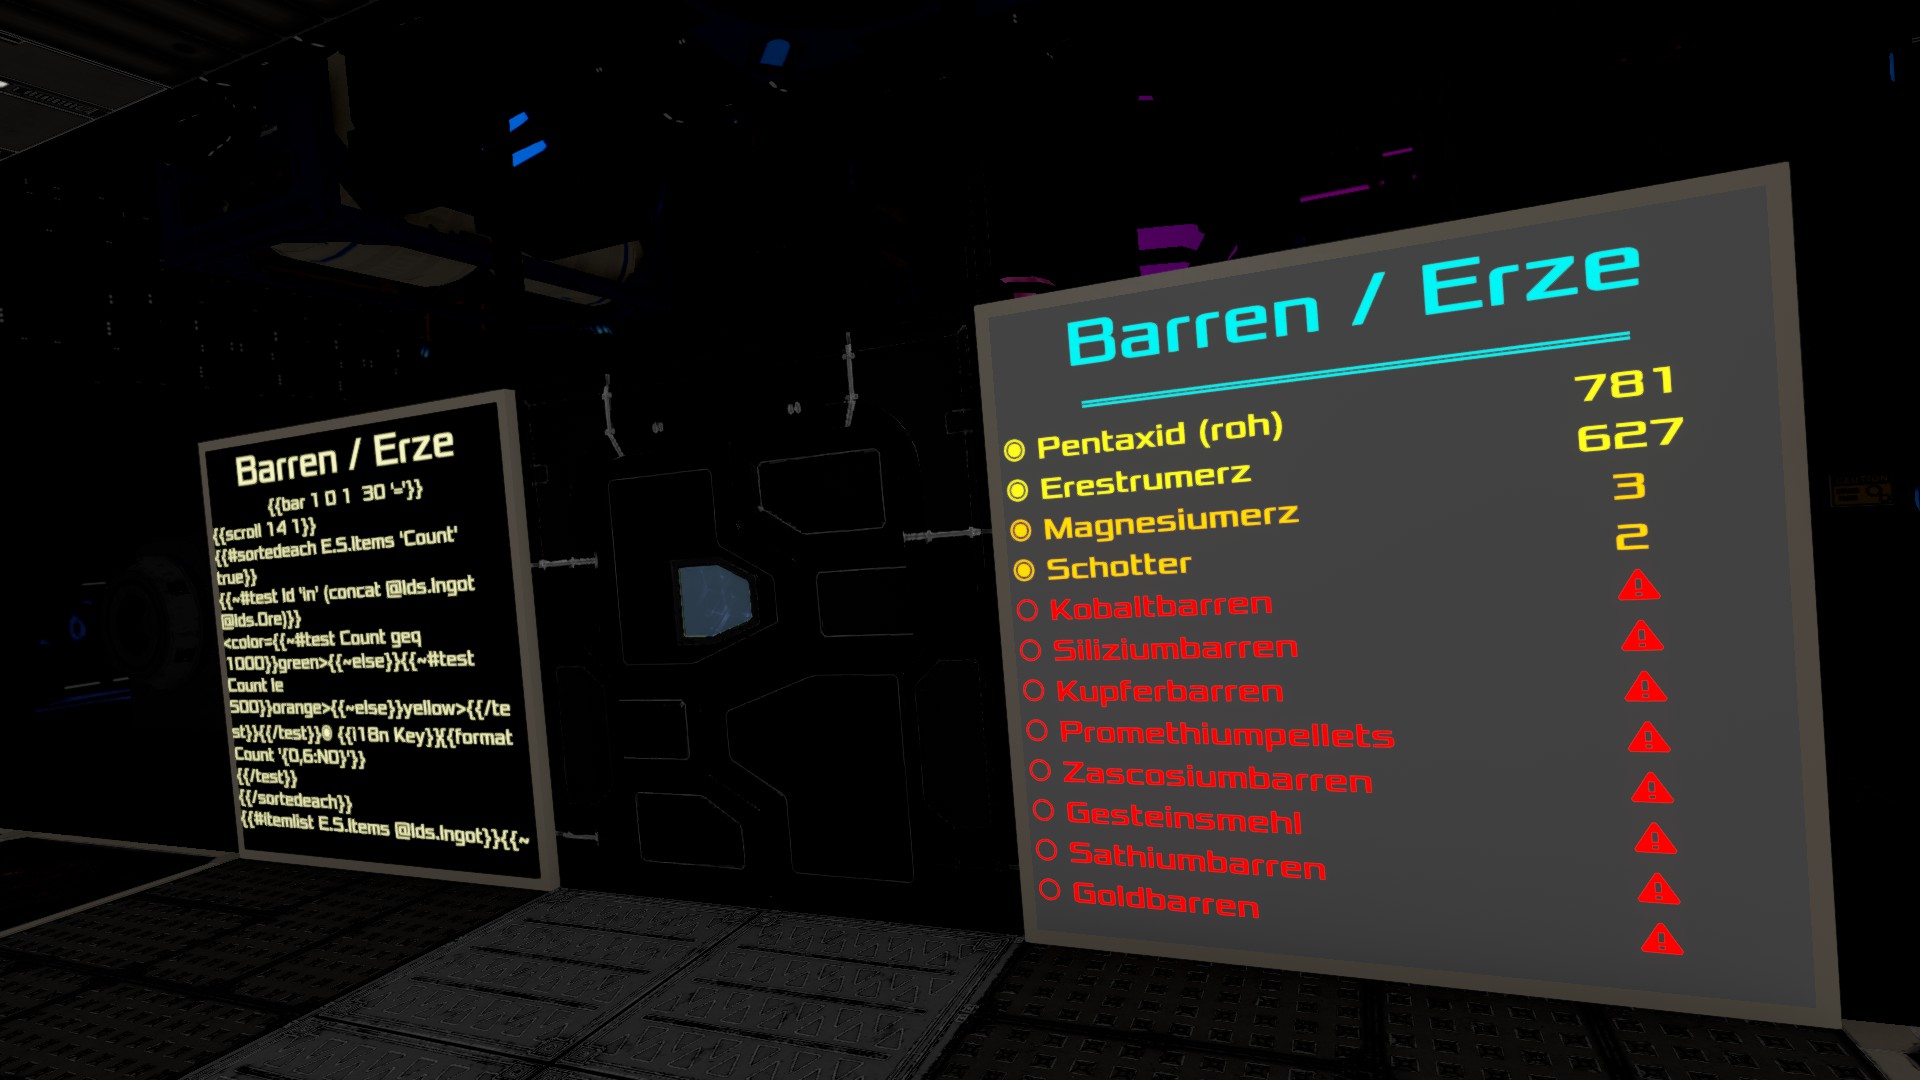 Barren / Erze
{{bar 1 0 1  30 '='}}
{{scroll 14 1}}
{{#sortedeach E.S.Items 'Count'
true}}
{{~#test Id 'in' (concat @Ids.Ingot
@Ids.Ore)}}
<color={{~#test Count geq
1000}}green>{{~else}}{{~#test
Count le
500}}orange>{{~else}}yellow>{{/te
st}}{{/test}}◉ {{i18n Key}}{{format
Count '{0,6:N0}'}}
{{/test}}
{{/sortedeach}}
{{#itemlist E.S.Items @Ids.Ingot}}{{~
Barren / Erze
◉ Pentaxid (roh) 781
◉ Erestrumerz 627
◉ Magnesiumerz 3
◉ Schotter 2
○ Kobaltbarren ⚠
○ Siliziumbarren ⚠
○ Kupferbarren ⚠
○ Promethiumpellets ⚠
○ Zascosiumbarren ⚠
○ Gesteinsmehl ⚠
○ Sathiumbarren ⚠
○ Goldbarren ⚠
CAUTION